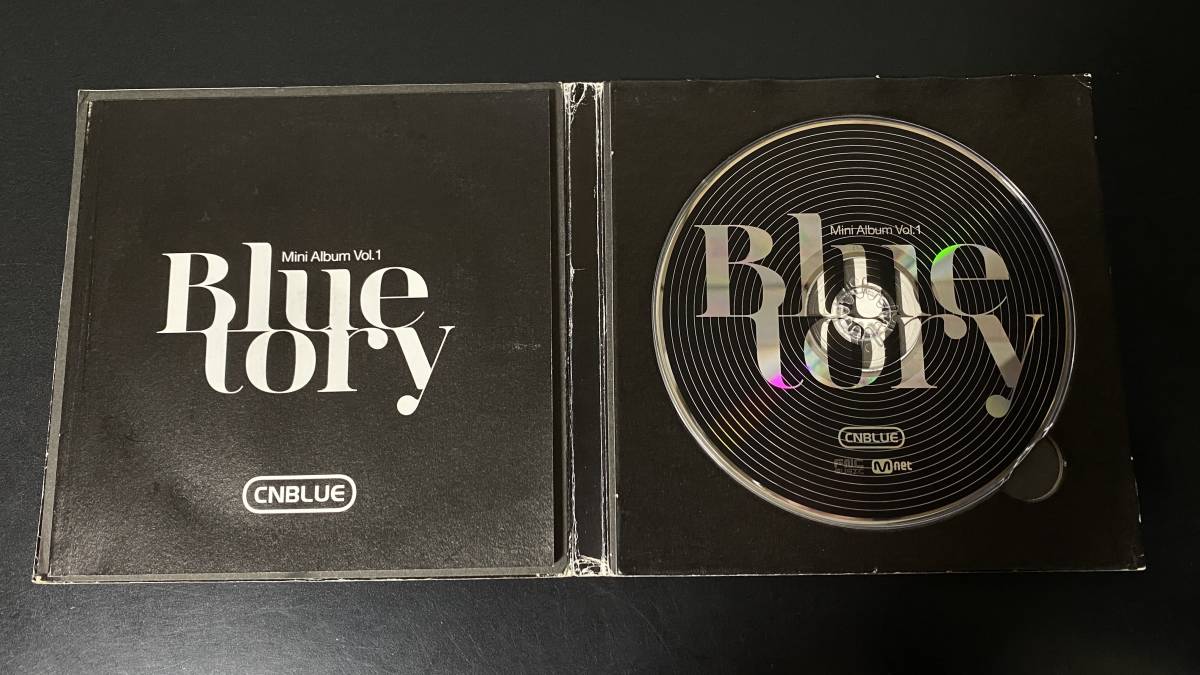 Mini Album Vol.1
Blue
tory
CNBLUE
Mini Album Vol.1
Blue
tory
CNBLUE
Mnet